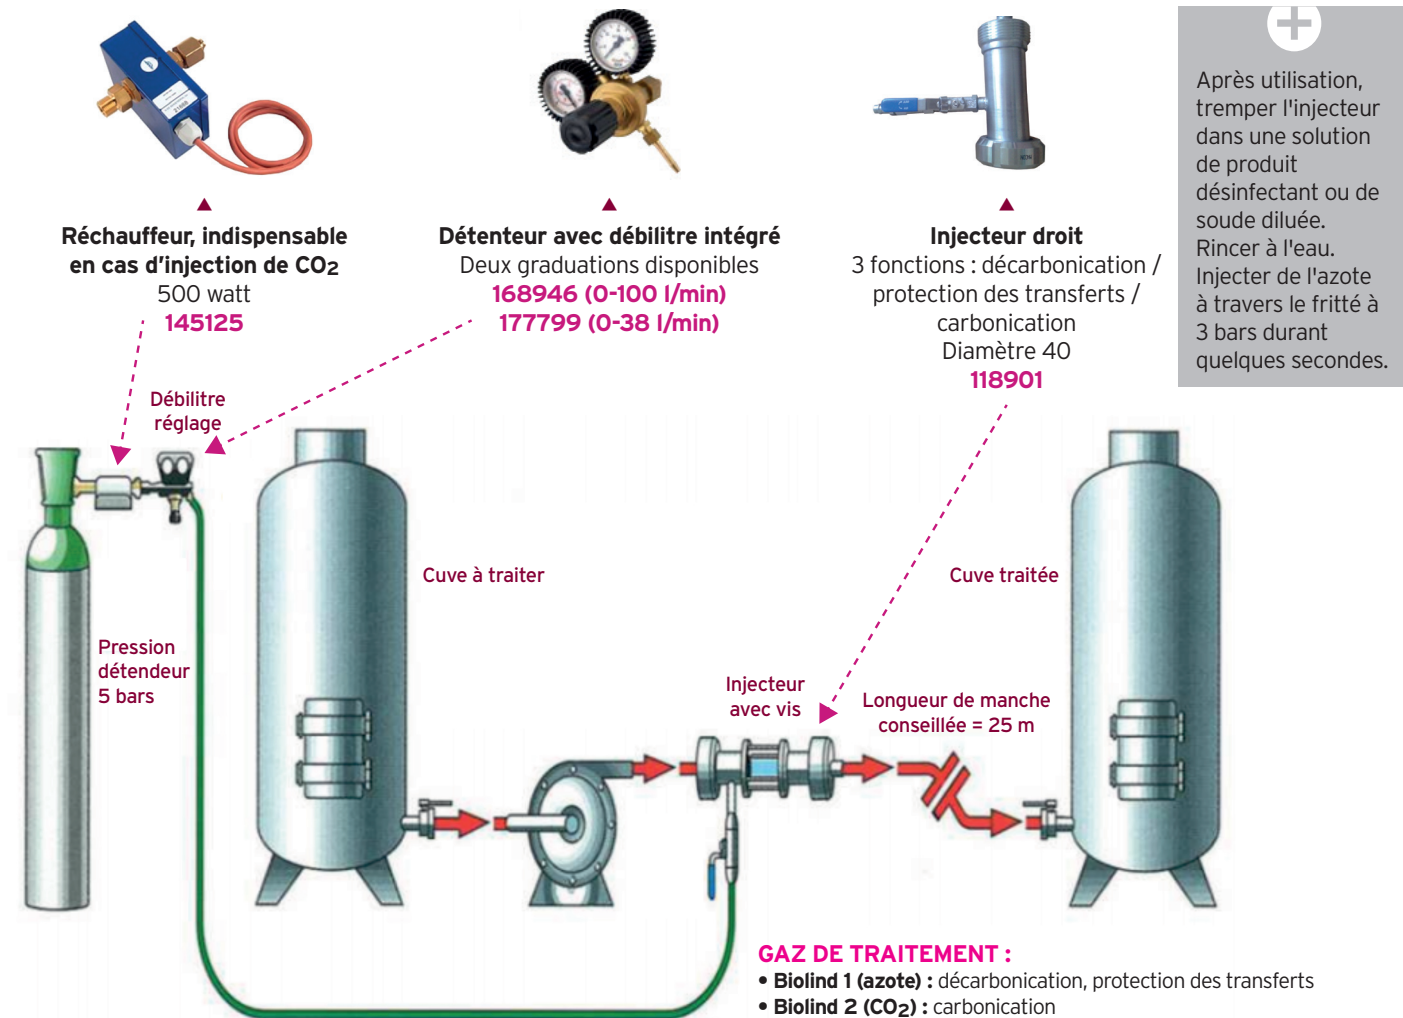 Réchauffeur, indispensable
en cas d’injection de CO2
500 watt
145125
Détenteur avec débilitre intégré
Deux graduations disponibles
168946 (0-100 l/min)
177799 (0-38 l/min)
Injecteur droit
3 fonctions : décarbonication /
protection des transferts /
carbonication
Diamètre 40
118901
Après utilisation,
tremper l'injecteur
dans une solution
de produit
désinfectant ou de
soude diluée.
Rincer à l'eau.
Injecter de l'azote
à travers le fritté à
3 bars durant
quelques secondes.
Débilitre
réglage
Cuve à traiter
Cuve traitée
Pression
détendeur
5 bars
Injecteur
avec vis
Longueur de manche
conseillée = 25 m
GAZ DE TRAITEMENT :
• Biolind 1 (azote) : décarbonication, protection des transferts
• Biolind 2 (CO2) : carbonication